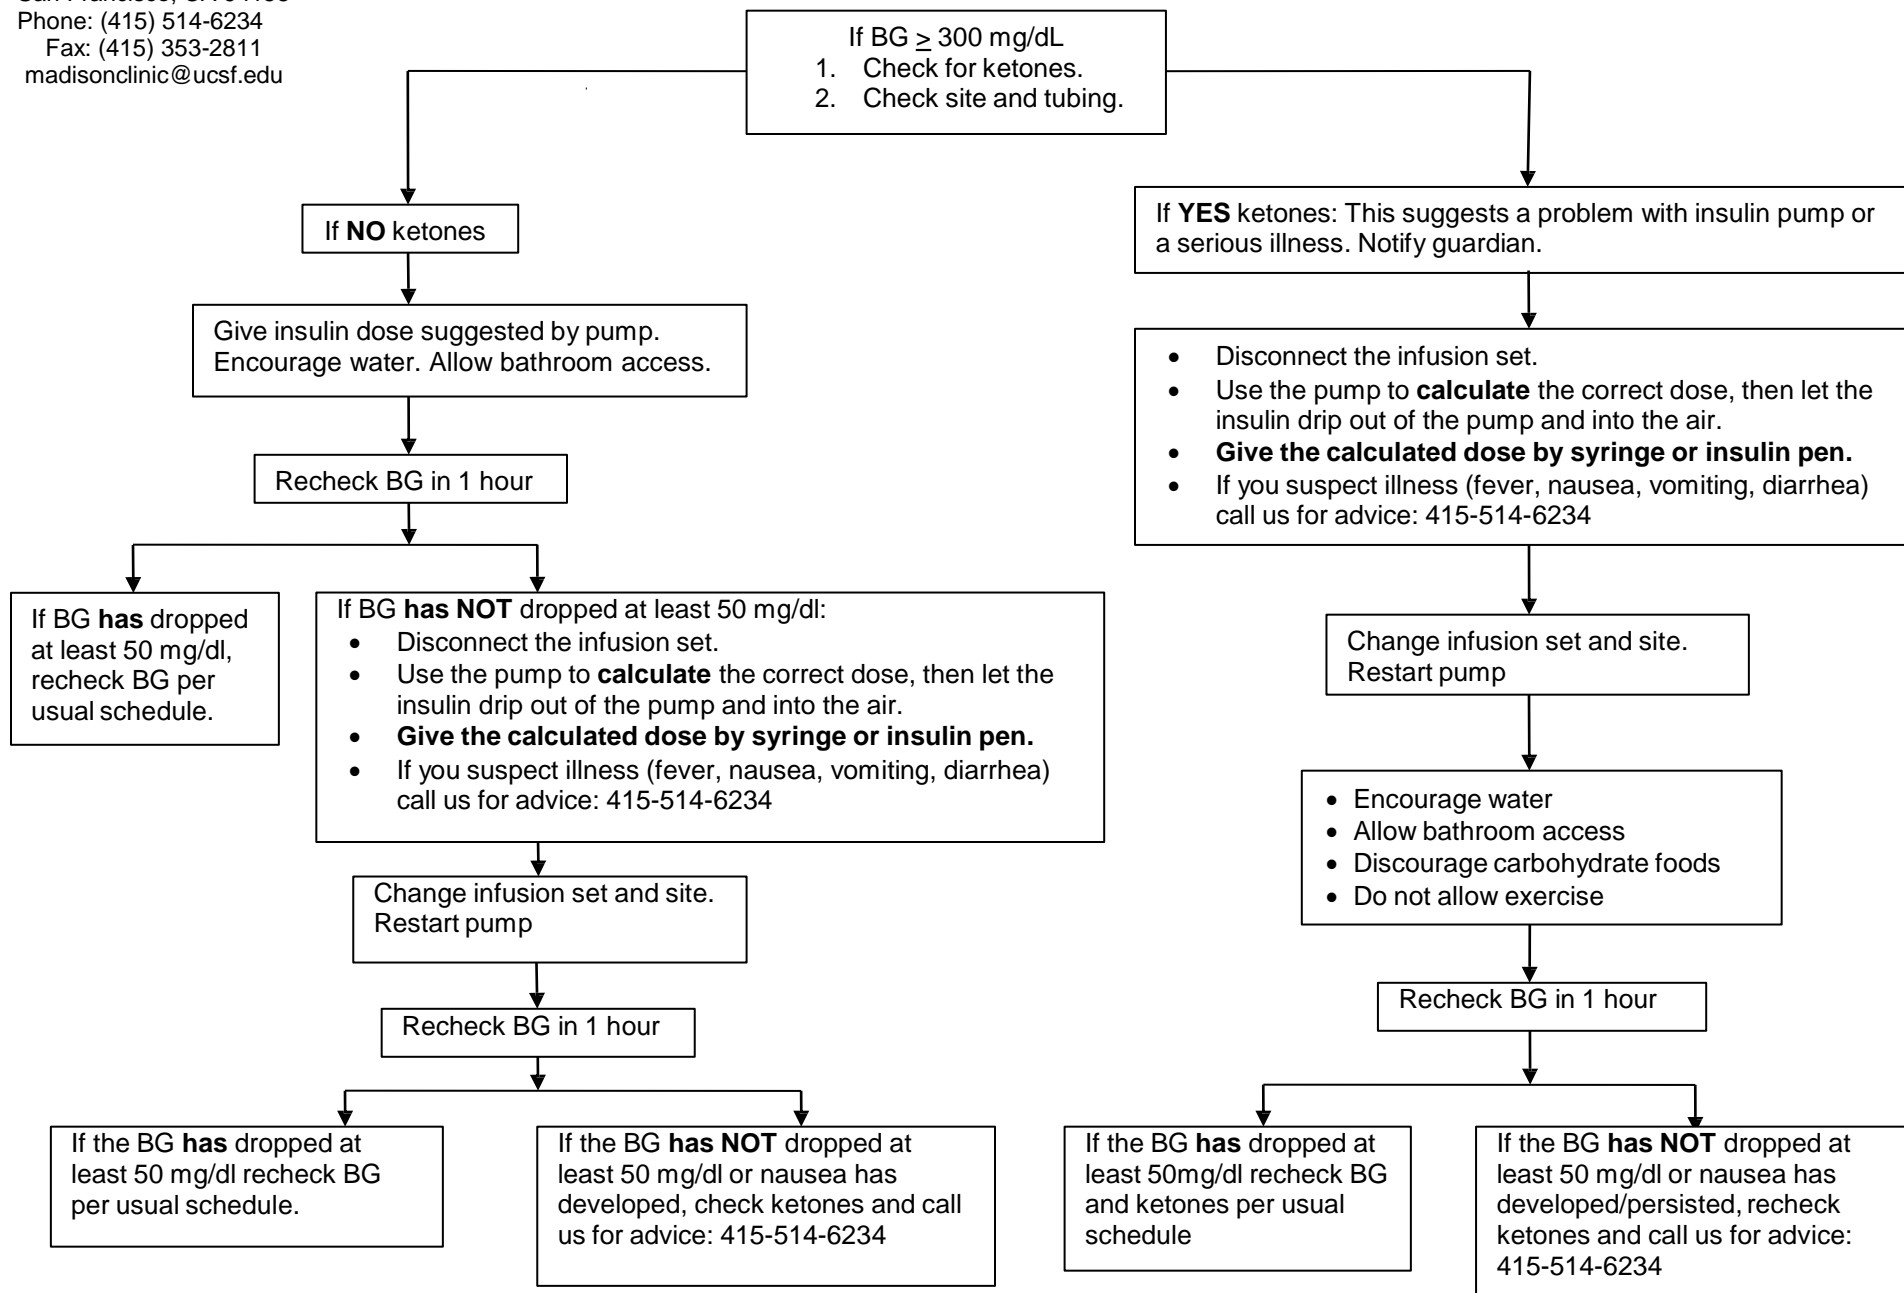 Phone: (415) 514-6234
Fax: (415) 353-2811
madisonclinic@ucsf.edu
If BG ≥ 300 mg/dL
1. Check for ketones.
2. Check site and tubing.
If NO ketones
Give insulin dose suggested by pump.
Encourage water. Allow bathroom access.
Recheck BG in 1 hour
If BG has dropped
at least 50 mg/dl,
recheck BG per
usual schedule.
If BG has NOT dropped at least 50 mg/dl:
• Disconnect the infusion set.
• Use the pump to calculate the correct dose, then let the
insulin drip out of the pump and into the air.
• Give the calculated dose by syringe or insulin pen.
• If you suspect illness (fever, nausea, vomiting, diarrhea)
call us for advice: 415-514-6234
Change infusion set and site.
Restart pump
Recheck BG in 1 hour
If the BG has dropped at
least 50 mg/dl recheck BG
per usual schedule.
If the BG has NOT dropped at
least 50 mg/dl or nausea has
developed, check ketones and call
us for advice: 415-514-6234
If YES ketones: This suggests a problem with insulin pump or
a serious illness. Notify guardian.
• Disconnect the infusion set.
• Use the pump to calculate the correct dose, then let the
insulin drip out of the pump and into the air.
• Give the calculated dose by syringe or insulin pen.
• If you suspect illness (fever, nausea, vomiting, diarrhea)
call us for advice: 415-514-6234
Change infusion set and site.
Restart pump
• Encourage water
• Allow bathroom access
• Discourage carbohydrate foods
• Do not allow exercise
Recheck BG in 1 hour
If the BG has dropped at
least 50mg/dl recheck BG
and ketones per usual
schedule
If the BG has NOT dropped at
least 50 mg/dl or nausea has
developed/persisted, recheck
ketones and call us for advice:
415-514-6234